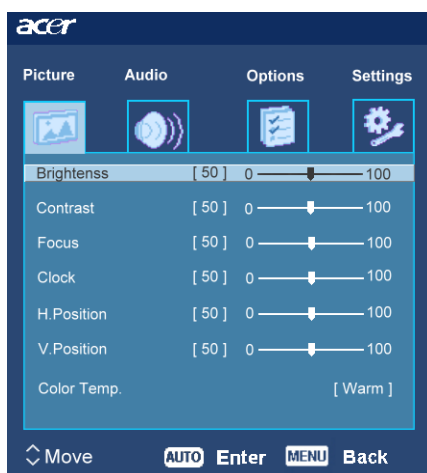 acer
Picture Audio Options Settings
Brightenss [ 50 ] 0 100
Contrast [ 50 ] 0 100
Focus [ 50 ] 0 100
Clock [ 50 ] 0 100
H.Position [ 50 ] 0 100
V.Position [ 50 ] 0 100
Color Temp. [ Warm ]
Move AUTO Enter MENU Back